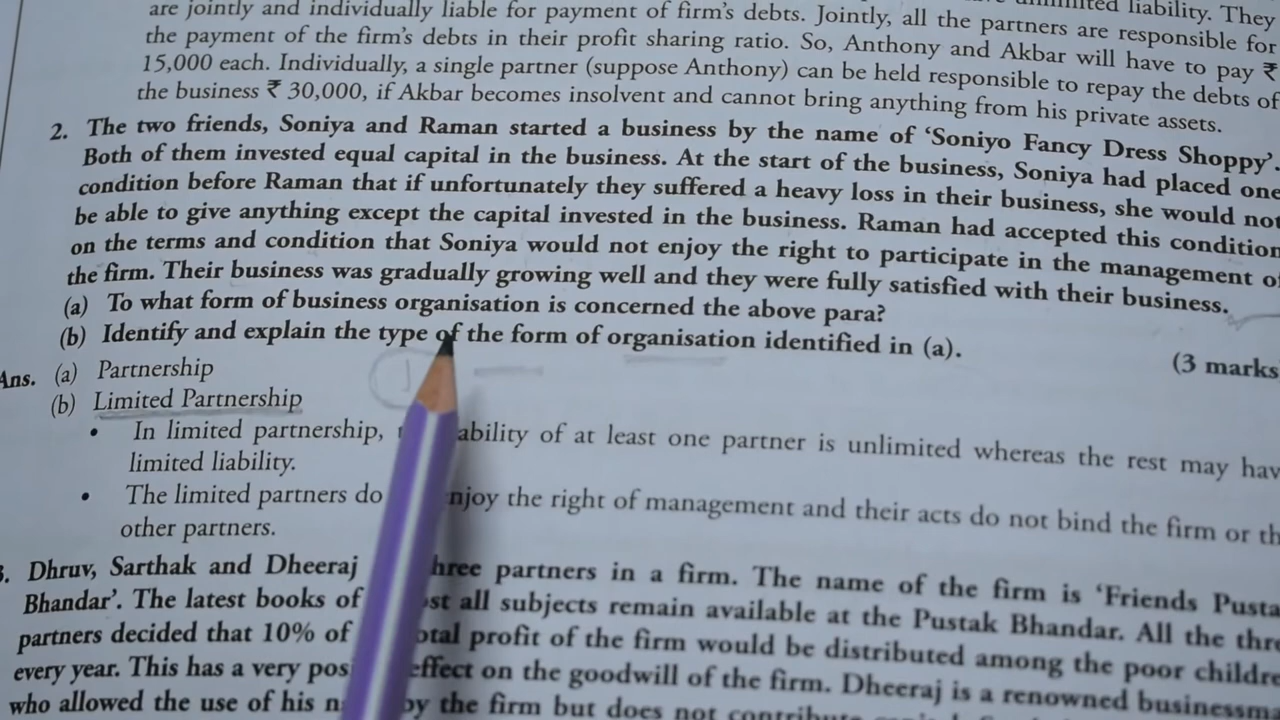 are jointly and individually liable for payment of firm's debts. Jointly, all the partners are responsible for
liability. They
the payment of the firm's debts in their profit sharing ratio. So, Anthony and Akbar will have to pay ₹
15,000 each. Individually, a single partner (suppose Anthony) can be held responsible to repay the debts of
the business ₹ 30,000, if Akbar becomes insolvent and cannot bring anything from his private assets.
2. The two friends, Soniya and Raman started a business by the name of 'Soniyo Fancy Dress Shoppy'.
Both of them invested equal capital in the business. At the start of the business, Soniya had placed one
condition before Raman that if unfortunately they suffered a heavy loss in their business, she would not
be able to give anything except the capital invested in the business. Raman had accepted this condition
on the terms and condition that Soniya would not enjoy the right to participate in the management of
the firm. Their business was gradually growing well and they were fully satisfied with their business.
(a) To what form of business organisation is concerned the above para?
(b) Identify and explain the type of the form of organisation identified in (a).
(3 marks
Ans. (a) Partnership
(b) Limited Partnership
• In limited partnership, ability of at least one partner is unlimited whereas the rest may hav
limited liability.
• The limited partners do njoy the right of management and their acts do not bind the firm or th
other partners.
3. Dhruv, Sarthak and Dheeraj hree partners in a firm. The name of the firm is 'Friends Pusta
Bhandar'. The latest books of st all subjects remain available at the Pustak Bhandar. All the thre
partners decided that 10% of otal profit of the firm would be distributed among the poor childre
every year. This has a very pos effect on the goodwill of the firm. Dheeraj is a renowned businessma
who allowed the use of his n by the firm but does not contribute